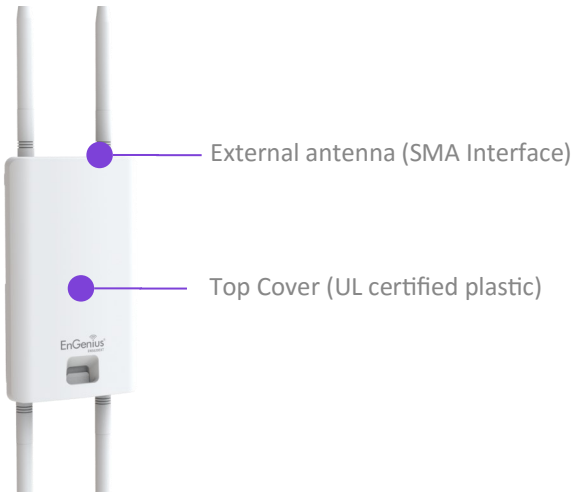 External antenna (SMA Interface)
Top Cover (UL certified plastic)
EnGenius